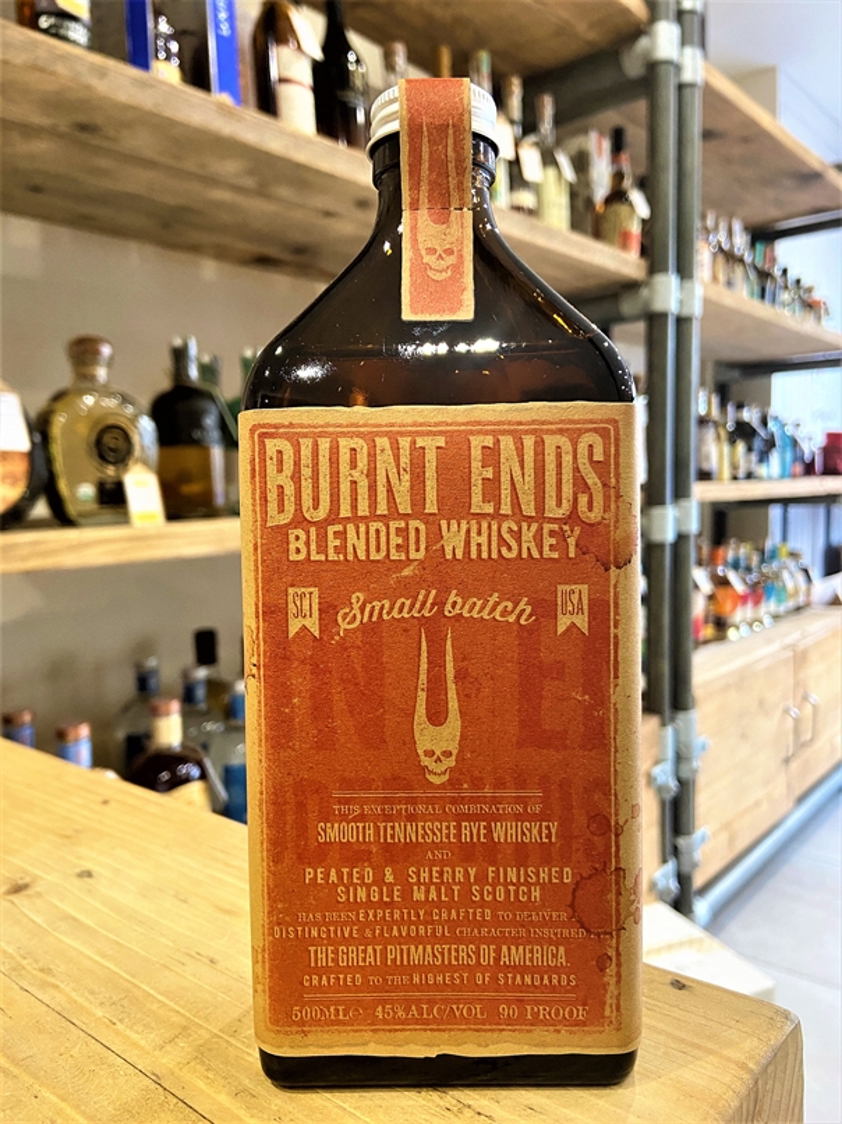 BURNT ENDS
BLENDED WHISKEY
SCT Small batch USA
THIS EXCEPTIONAL COMBINATION OF
SMOOTH TENNESSEE RYE WHISKEY
AND
PEATED & SHERRY FINISHED
SINGLE MALT SCOTCH
HAS BEEN EXPERTLY CRAFTED TO DELIVER A
DISTINCTIVE & FLAVORFUL CHARACTER INSPIRED
THE GREAT PITMASTERS OF AMERICA.
CRAFTED TO THE HIGHEST OF STANDARDS
500ML℮ 45%ALC/VOL 90 PROOF